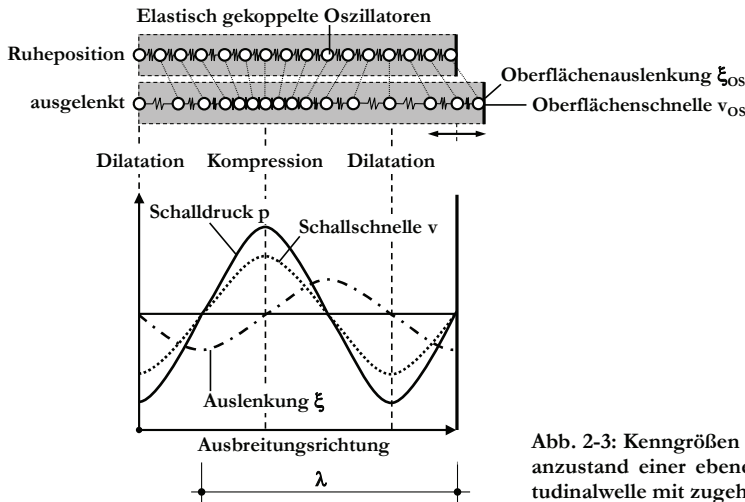 Elastisch gekoppelte Oszillatoren
Ruheposition
ausgelenkt
Oberflächenauslenkung ξOS
Oberflächenschnelle vOS
Dilatation Kompression Dilatation
Schalldruck p
Schallschnelle v
Auslenkung ξ
Ausbreitungsrichtung
λ
Abb. 2-3: Kenngrößen
anzustand einer ebene
tudinalwelle mit zugeh